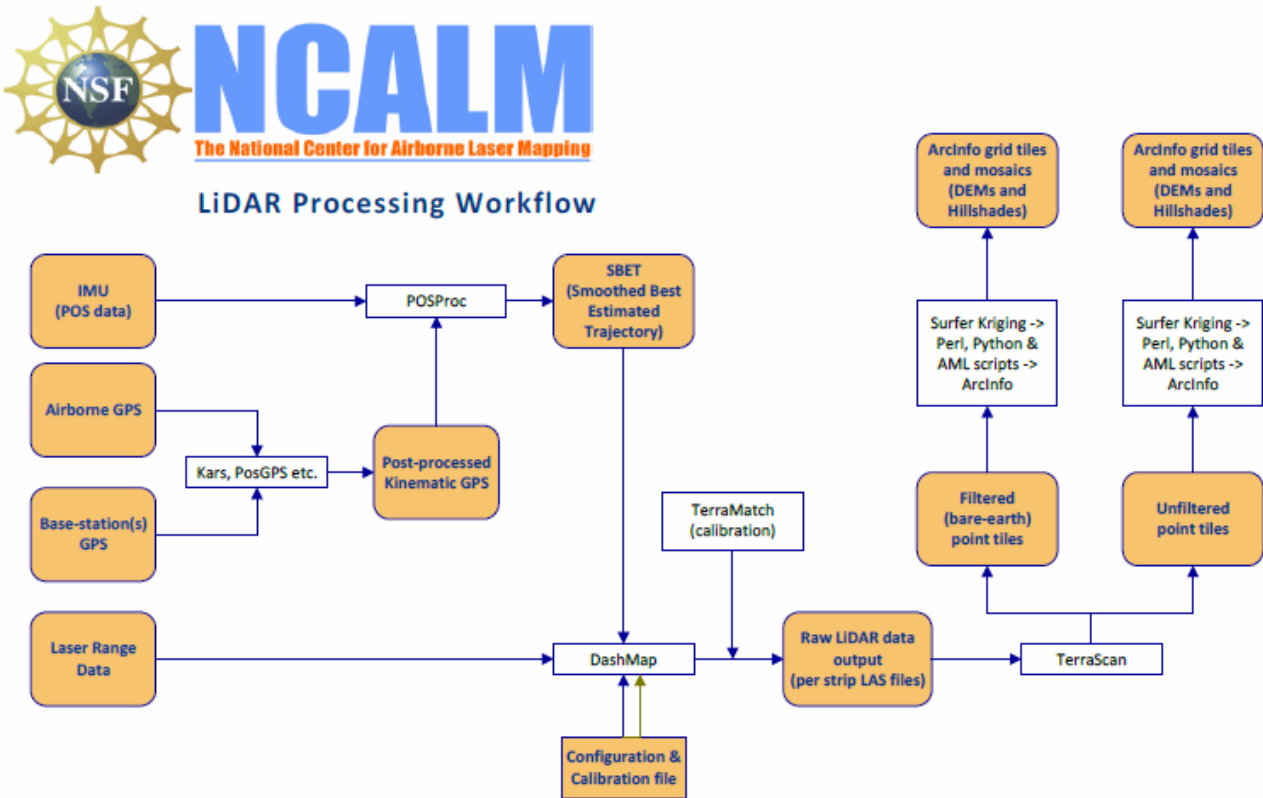 NSF
NCALM
The National Center for Airborne Laser Mapping
LiDAR Processing Workflow
IMU
(POS data)
POSProc
SBET
(Smoothed Best
Estimated
Trajectory)
Airborne GPS
Kars, PosGPS etc.
Post-processed
Kinematic GPS
Base-station(s)
GPS
Laser Range
Data
DashMap
Configuration &
Calibration file
TerraMatch
(calibration)
Raw LiDAR data
output
(per strip LAS files)
TerraScan
Filtered
(bare-earth)
point tiles
Unfiltered
point tiles
Surfer Kriging ->
Perl, Python &
AML scripts ->
ArcInfo
Surfer Kriging ->
Perl, Python &
AML scripts ->
ArcInfo
ArcInfo grid tiles
and mosaics
(DEMs and
Hillshades)
ArcInfo grid tiles
and mosaics
(DEMs and
Hillshades)